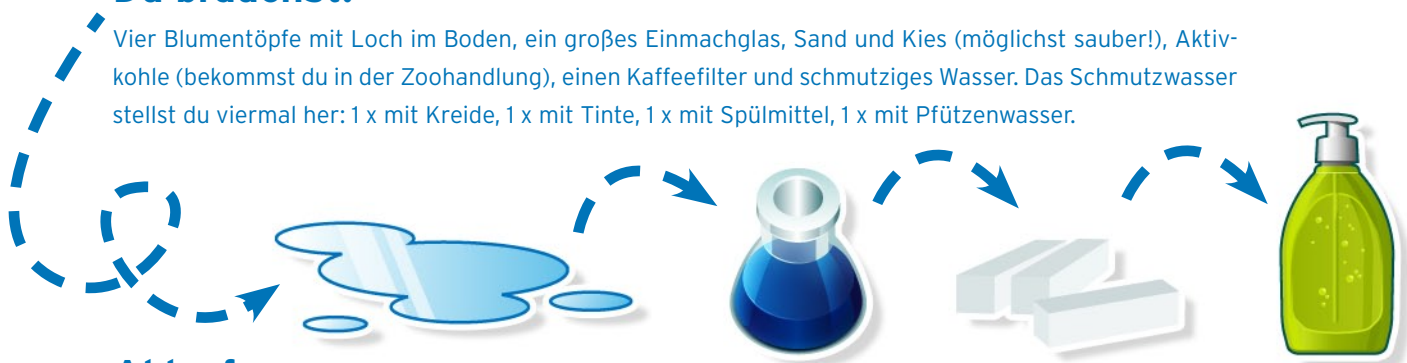 Du brauchst:
Vier Blumentöpfe mit Loch im Boden, ein großes Einmachglas, Sand und Kies (möglichst sauber!), Aktiv-
kohle (bekommst du in der Zoohandlung), einen Kaffeefilter und schmutziges Wasser. Das Schmutzwasser
stellst du viermal her: 1 x mit Kreide, 1 x mit Tinte, 1 x mit Spülmittel, 1 x mit Pfützenwasser.